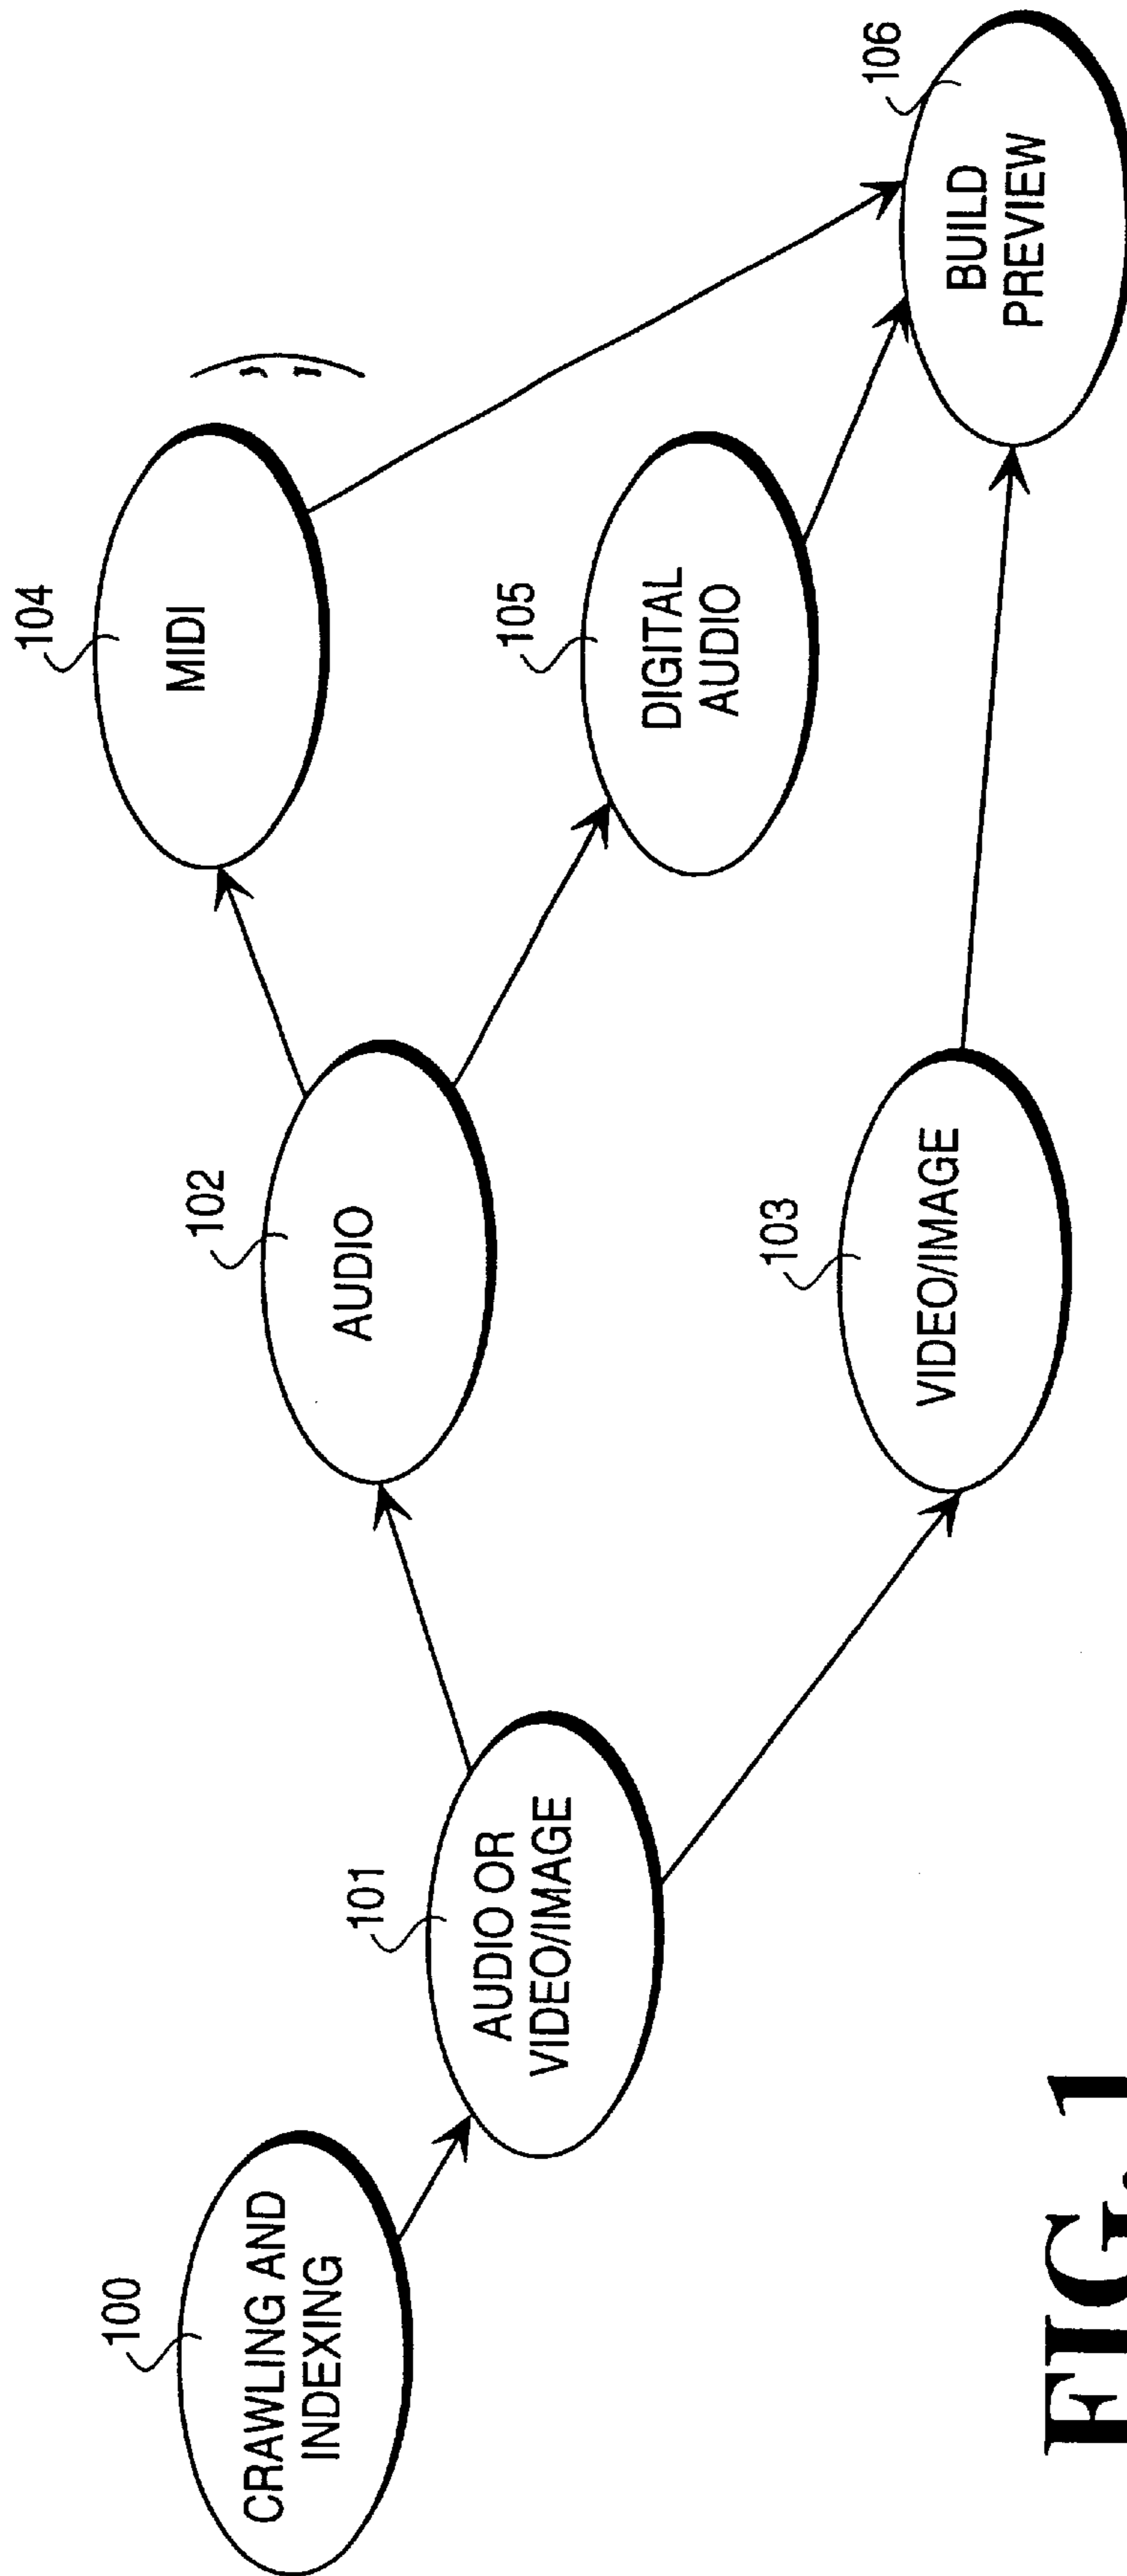 100
CRAWLING AND
INDEXING
101
AUDIO OR
VIDEO/IMAGE
102
AUDIO
103
VIDEO/IMAGE
104
MIDI
105
DIGITAL
AUDIO
106
BUILD
PREVIEW
FIG. 1